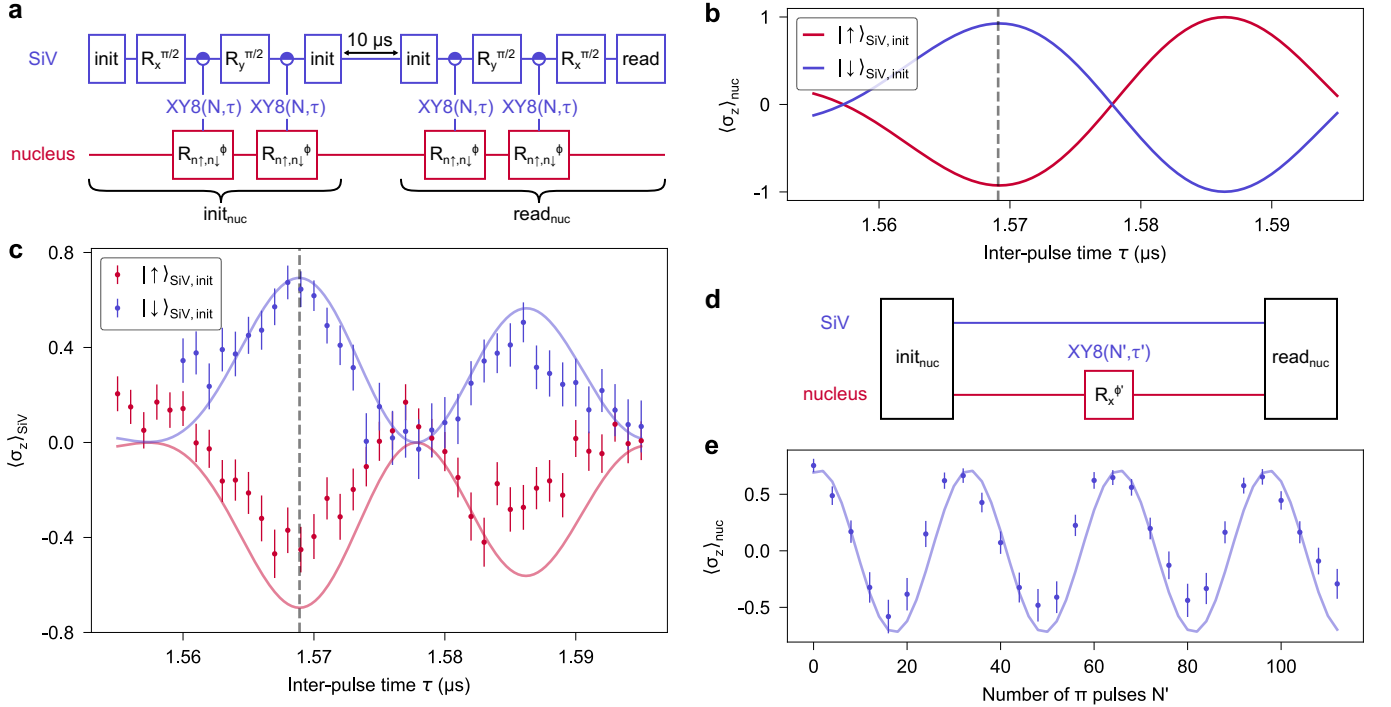 a
10 μs
SiV
init
R_x^π/2
R_y^π/2
init
init
R_y^π/2
R_x^π/2
read
XY8(N,τ)
XY8(N,τ)
XY8(N,τ)
XY8(N,τ)
nucleus
R_n↑,n↓^ϕ
R_n↑,n↓^ϕ
R_n↑,n↓^ϕ
R_n↑,n↓^ϕ
init_nuc
read_nuc
b
|↑⟩_SiV, init
|↓⟩_SiV, init
⟨σ_z⟩_nuc
1
0
-1
1.56
1.57
1.58
1.59
Inter-pulse time τ (μs)
c
|↑⟩_SiV, init
|↓⟩_SiV, init
⟨σ_z⟩_SiV
0.8
0.4
0.0
-0.4
-0.8
1.56
1.57
1.58
1.59
Inter-pulse time τ (μs)
d
SiV
nucleus
init_nuc
XY8(N',τ')
R_x^ϕ'
read_nuc
e
⟨σ_z⟩_nuc
0.5
0.0
-0.5
0
20
40
60
80
100
Number of π pulses N'